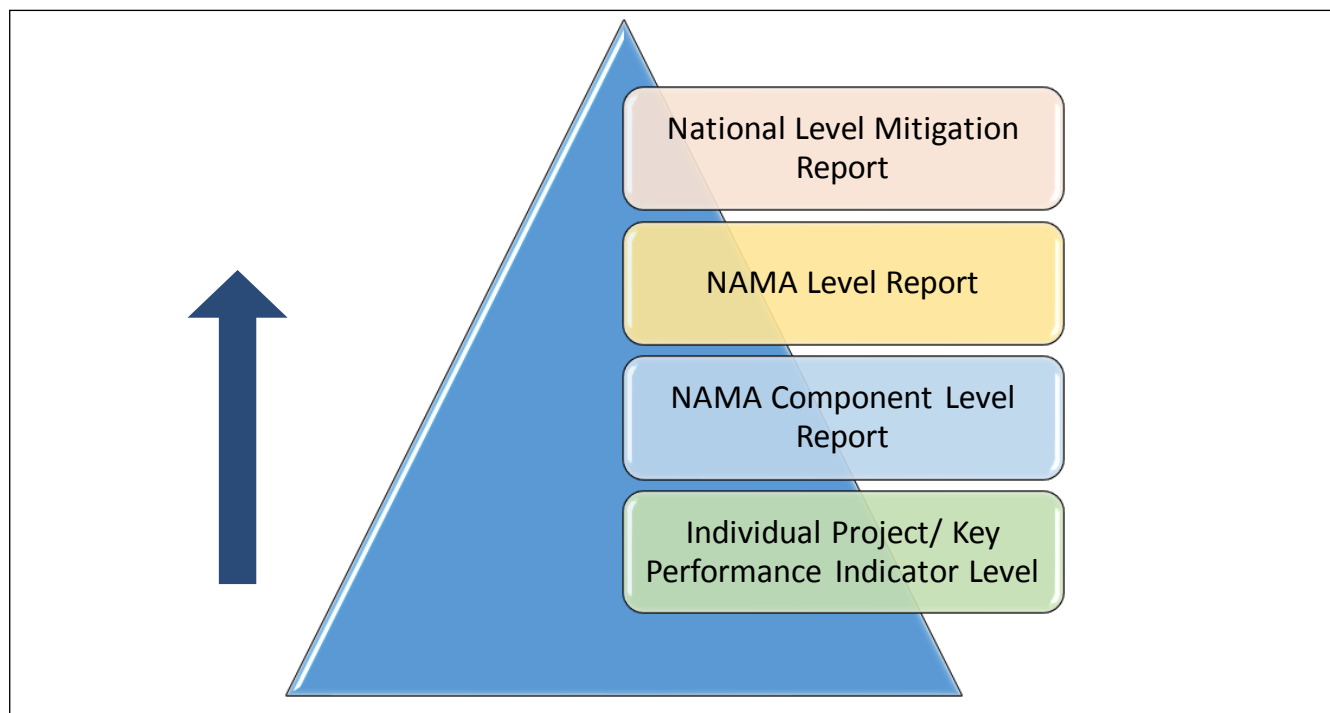 National Level Mitigation
Report
NAMA Level Report
NAMA Component Level
Report
Individual Project/ Key
Performance Indicator Level